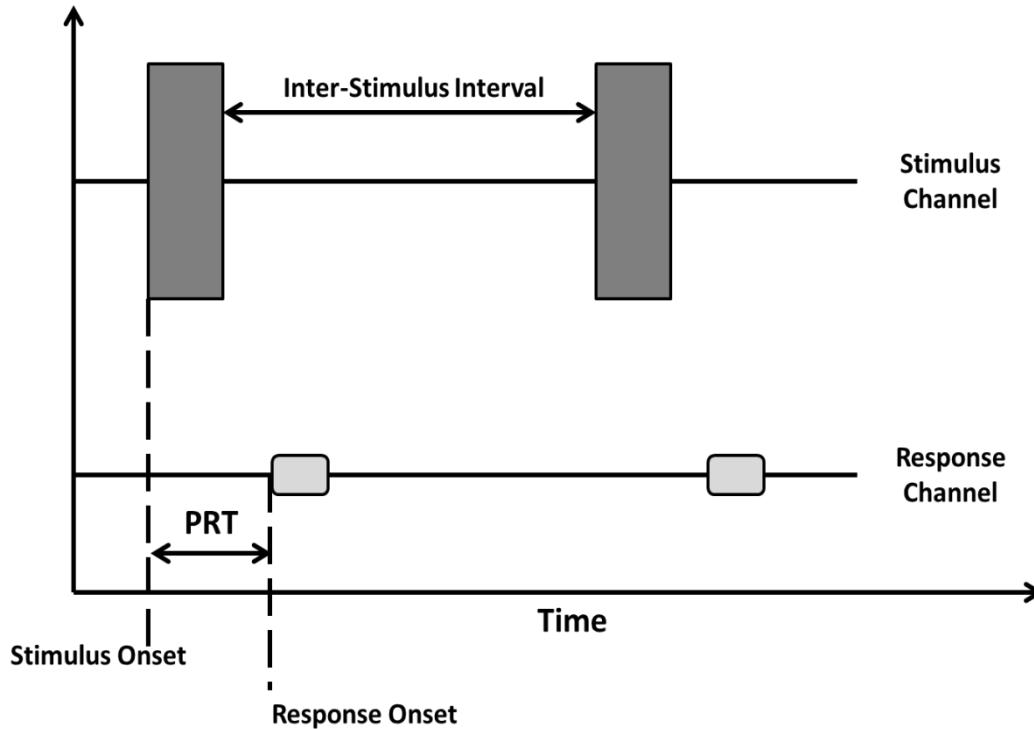 Inter-Stimulus Interval
Stimulus
Channel
Response
Channel
PRT
Time
Stimulus Onset
Response Onset